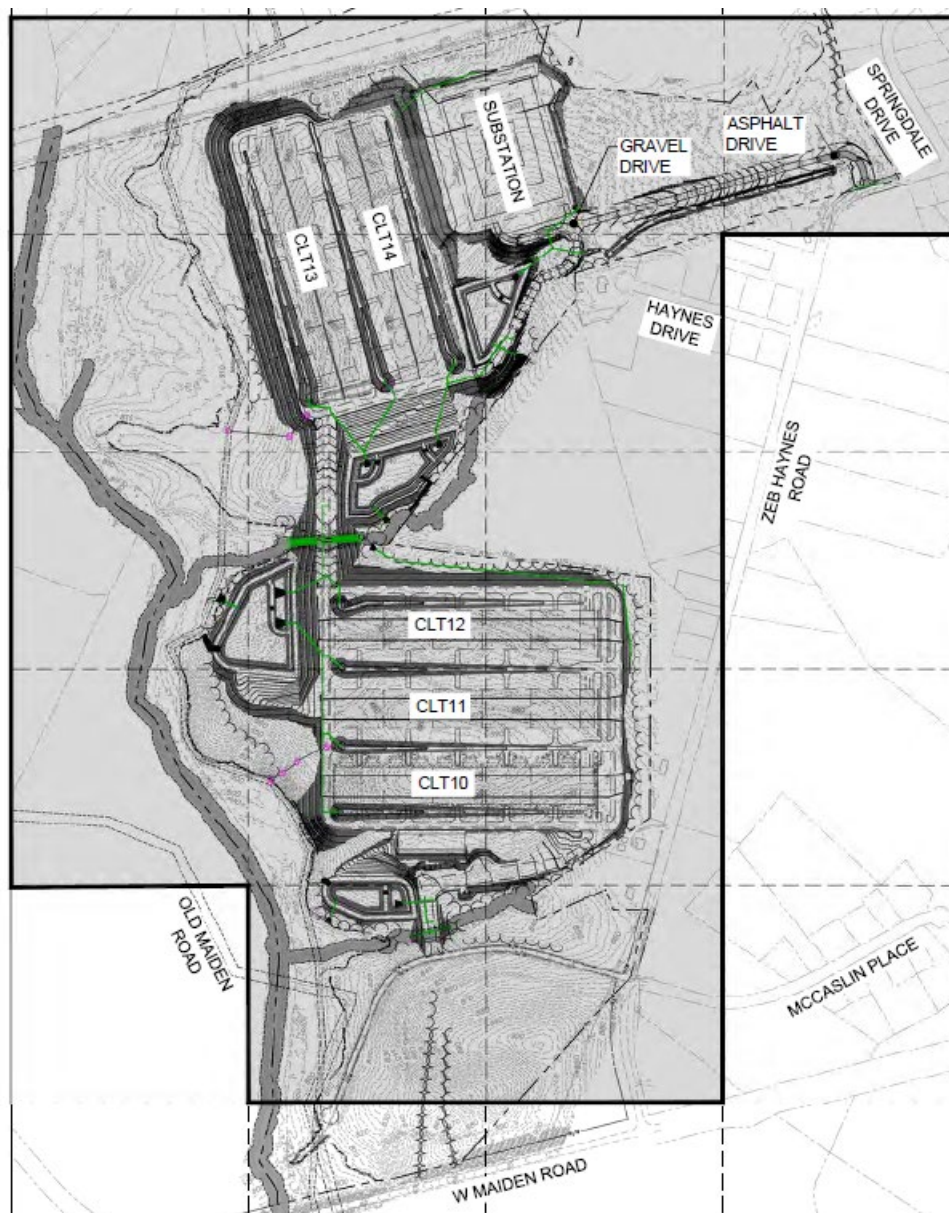 SPRINGDALE
DRIVE
ASPHALT
DRIVE
GRAVEL
DRIVE
SUBSTATION
CLT13
CLT14
HAYNES
DRIVE
ZEB HAYNES
ROAD
CLT12
CLT11
CLT10
OLD MAIDEN
ROAD
MCCASLIN PLACE
W MAIDEN ROAD